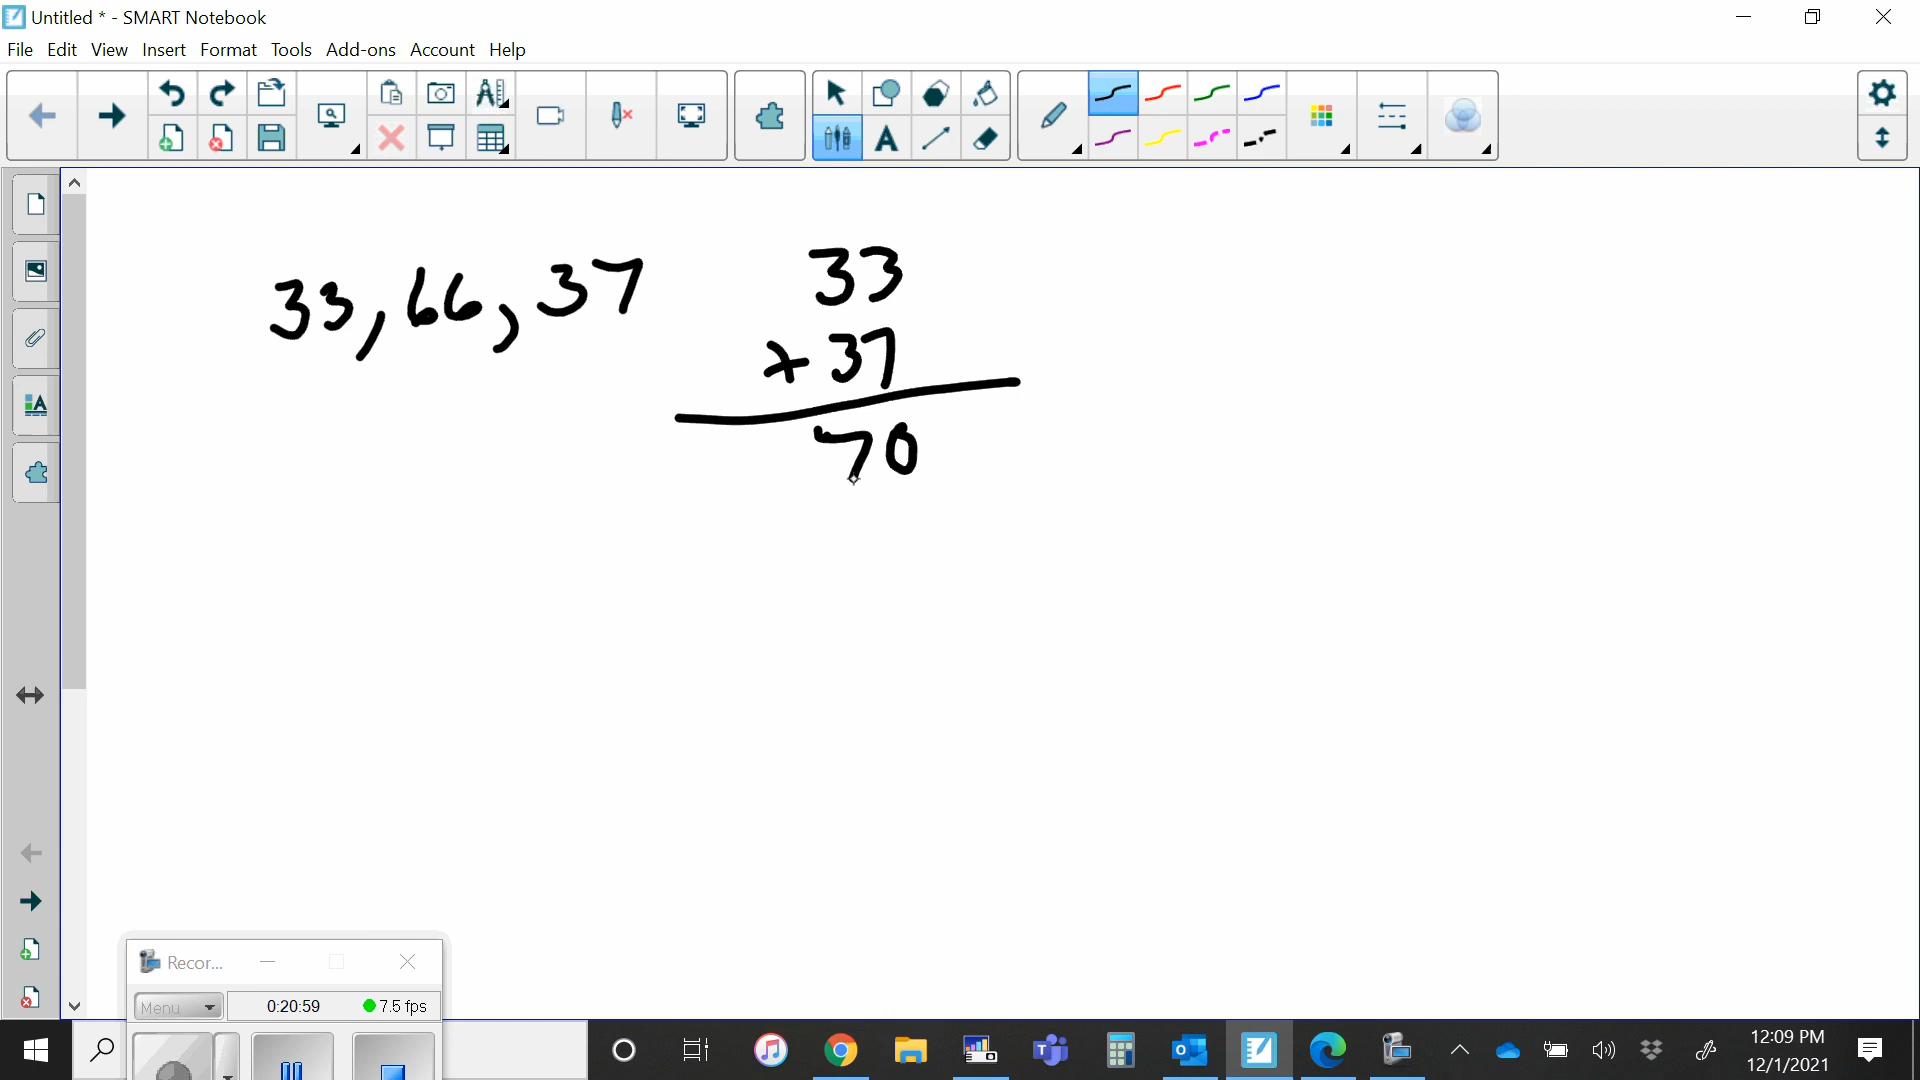 Untitled * - SMART Notebook
File Edit View Insert Format Tools Add-ons Account Help
33, 66, 37
33
+ 37
70
Recor...
Menu
0:20:59
7.5 fps
12:09 PM
12/1/2021